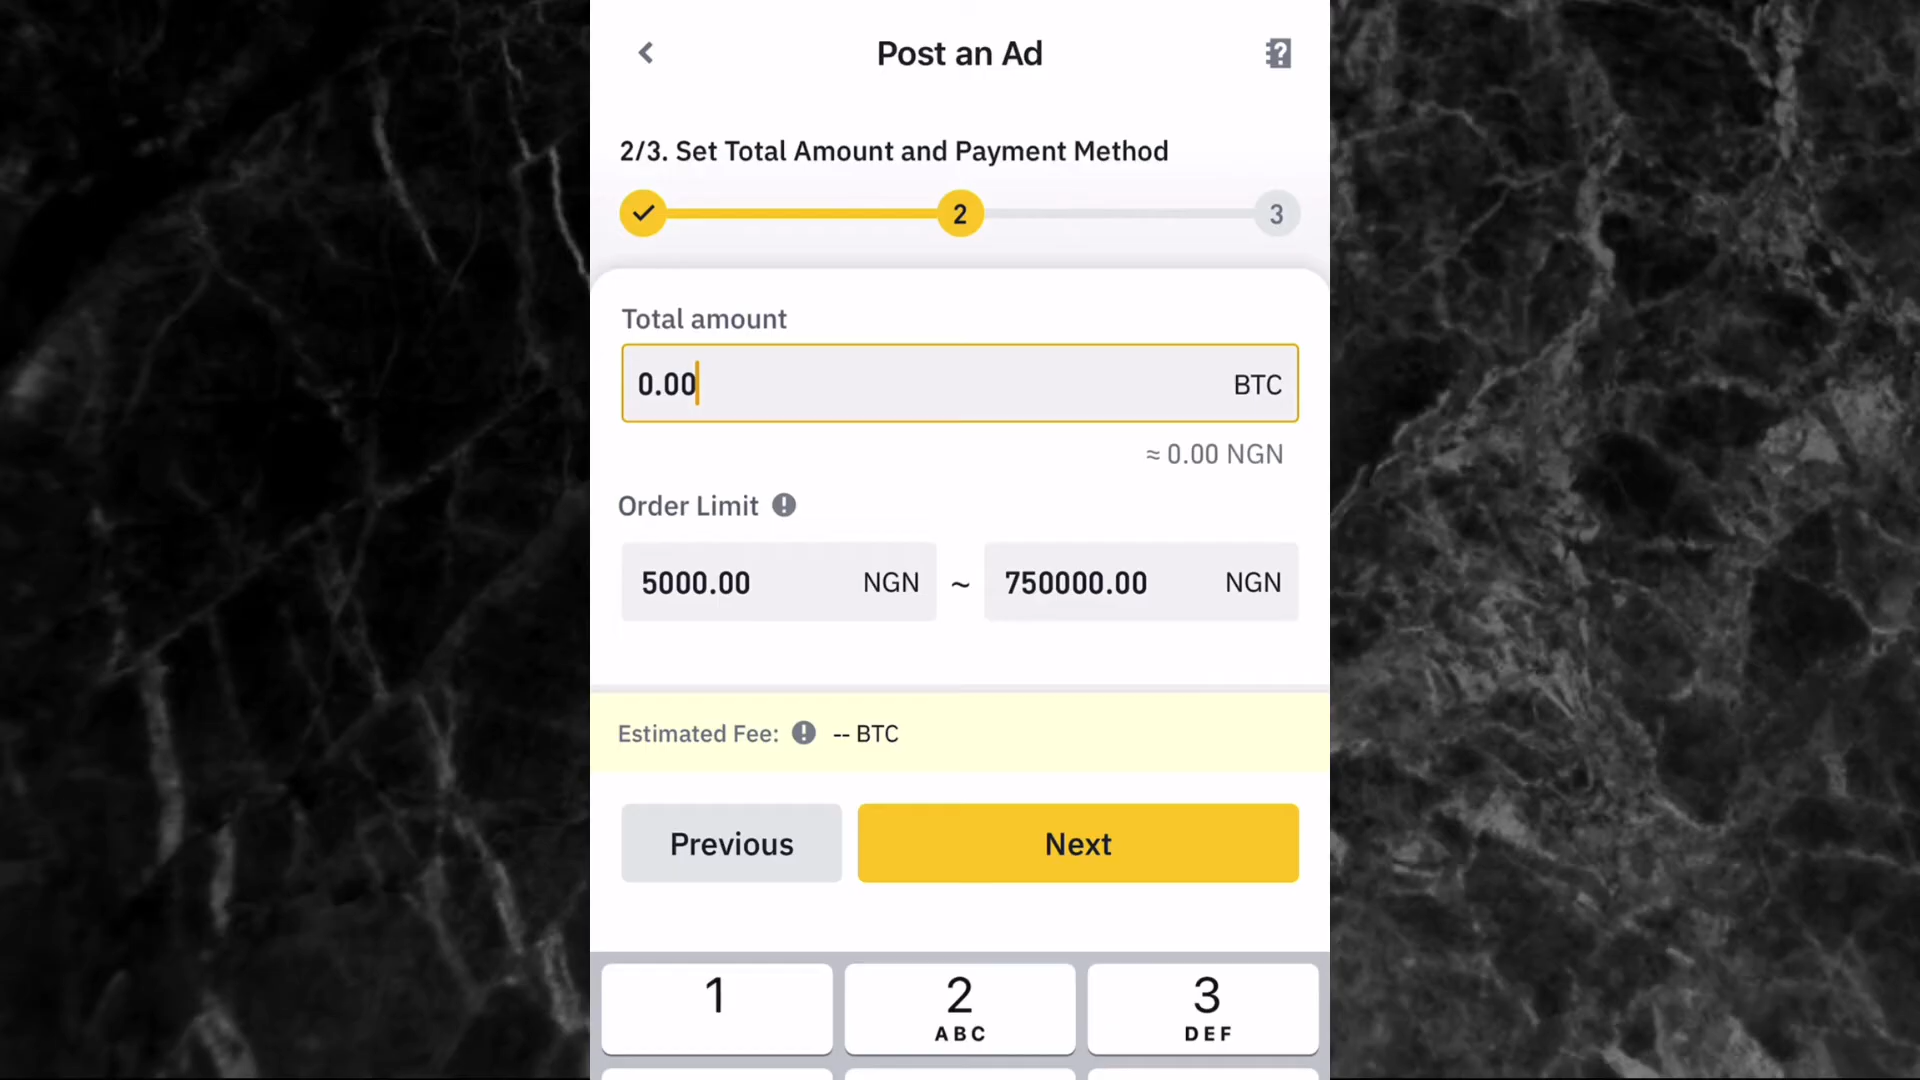 Post an Ad
2/3. Set Total Amount and Payment Method
2
3
Total amount
0.00 BTC
≈ 0.00 NGN
Order Limit
5000.00 NGN ~ 750000.00 NGN
Estimated Fee: -- BTC
Previous Next
1 2 3
ABC DEF